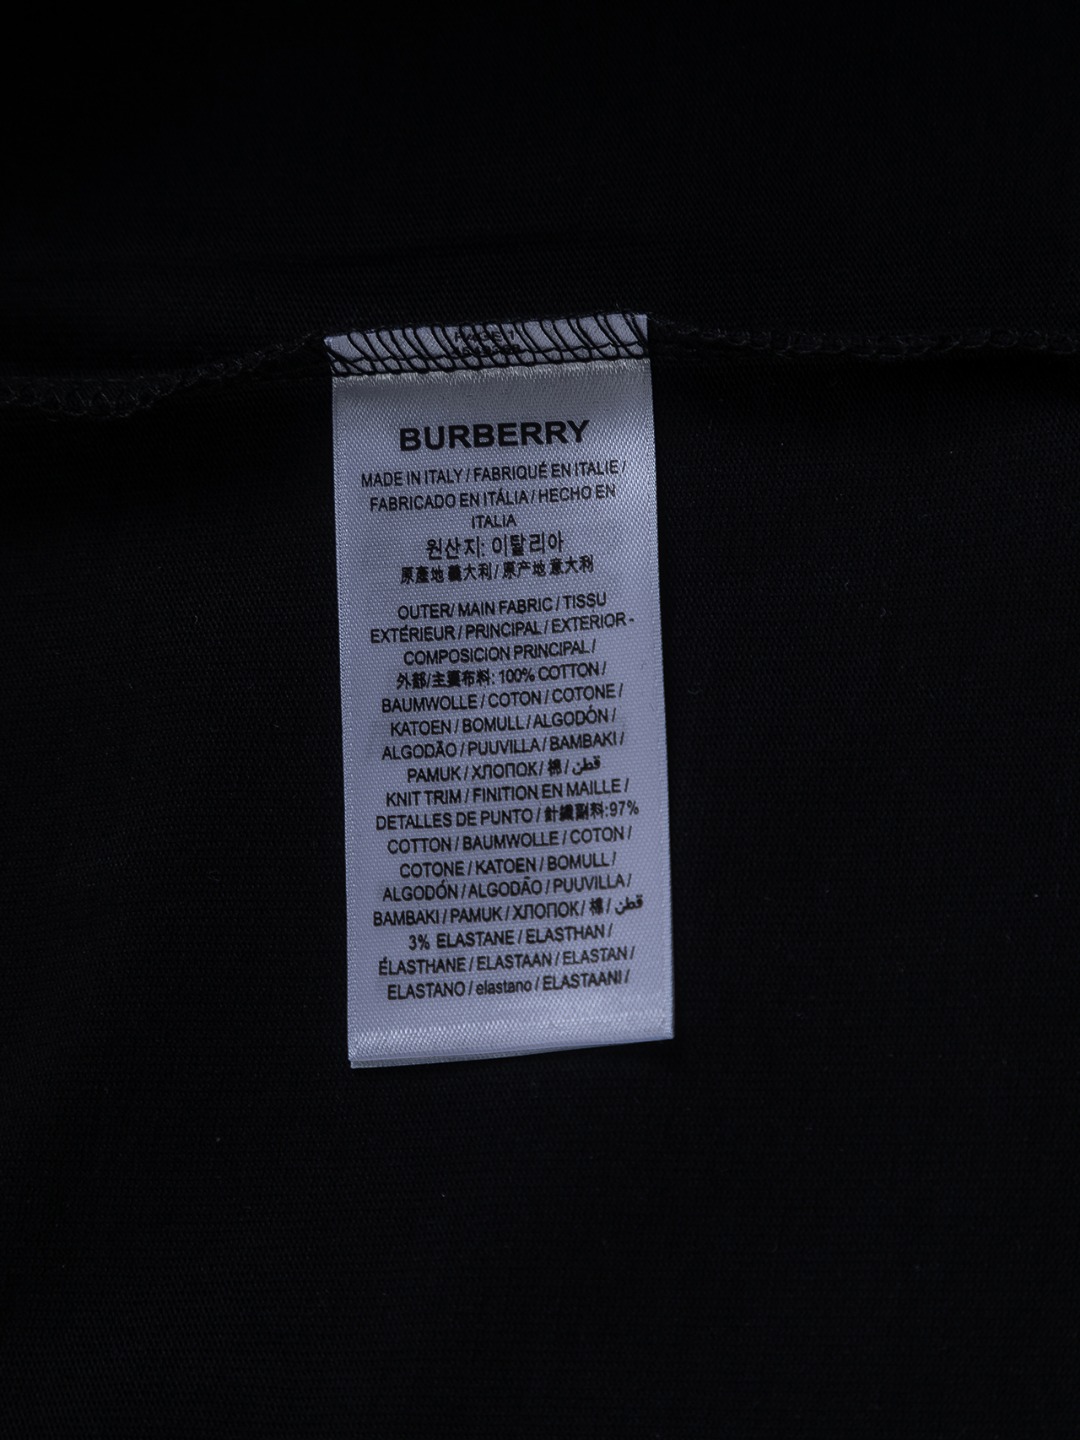 BURBERRY
MADE IN ITALY / FABRIQUÉ EN ITALIE /
FABRICADO EN ITÁLIA / HECHO EN
ITALIA
원산지: 이탈리아
原產地 義大利 / 原产地 意大利
OUTER/ MAIN FABRIC / TISSU
EXTÉRIEUR / PRINCIPAL / EXTERIOR -
COMPOSICION PRINCIPAL /
外部/主要布料: 100% COTTON /
BAUMWOLLE / COTON / COTONE /
KATOEN / BOMULL / ALGODÓN /
ALGODÃO / PUUVILLA / BAMBAKI /
PAMUK / ХЛОПОК / 棉 / قطن
KNIT TRIM / FINITION EN MAILLE /
DETALLES DE PUNTO / 針織副料:97%
COTTON / BAUMWOLLE / COTON /
COTONE / KATOEN / BOMULL /
ALGODÓN / ALGODÃO / PUUVILLA /
BAMBAKI / PAMUK / ХЛОПОК / 棉 / قطن
3% ELASTANE / ELASTHAN /
ÉLASTHANE / ELASTAAN / ELASTAN /
ELASTANO / elastano / ELASTAANI /